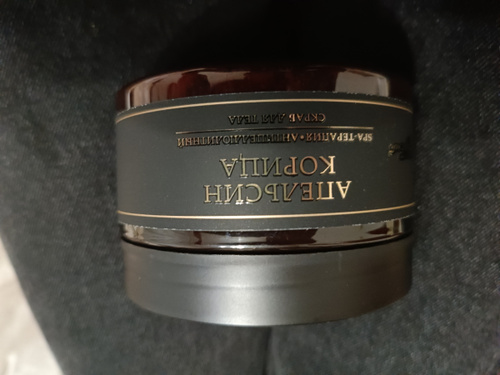 АПЕЛЬСИН
КОРИЦА
SPA-ТЕРАПИЯ • АНТИЦЕЛЛЮЛИТНЫЙ
СКРАБ ДЛЯ ТЕЛА